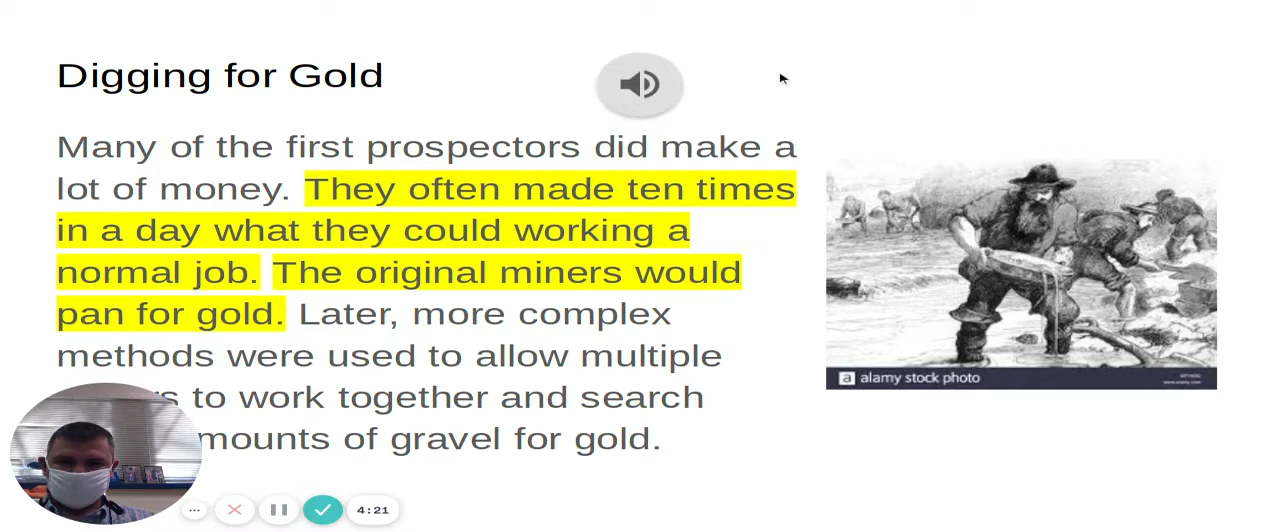 Digging for Gold
Many of the first prospectors did make a
lot of money. They often made ten times
in a day what they could working a
normal job. The original miners would
pan for gold. Later, more complex
methods were used to allow multiple
to work together and search
of gravel for gold.
a alamy stock photo
4:21